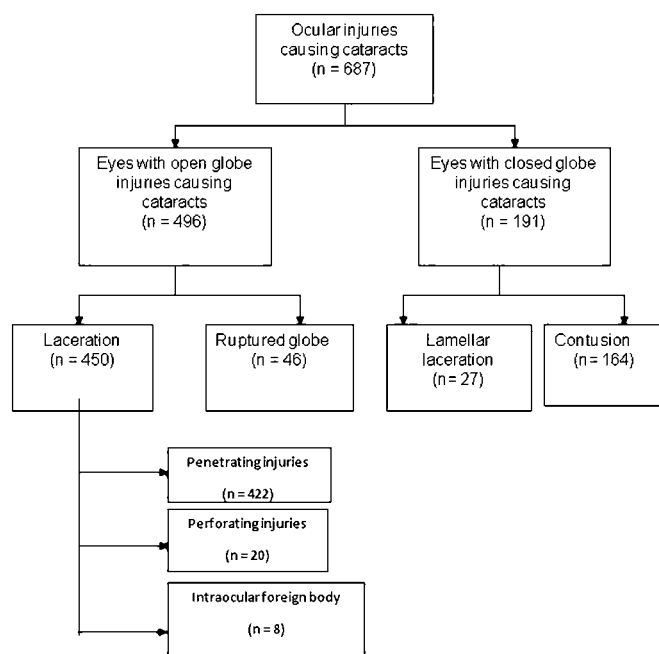 Ocular injuries
causing cataracts
(n = 687)
Eyes with open globe
injuries causing
cataracts
(n = 496)
Eyes with closed globe
injuries causing
cataracts
(n = 191)
Laceration
(n = 450)
Ruptured globe
(n = 46)
Lamellar
laceration
(n = 27)
Contusion
(n = 164)
Penetrating injuries
(n = 422)
Perforating injuries
(n = 20)
Intraocular foreign body
(n = 8)